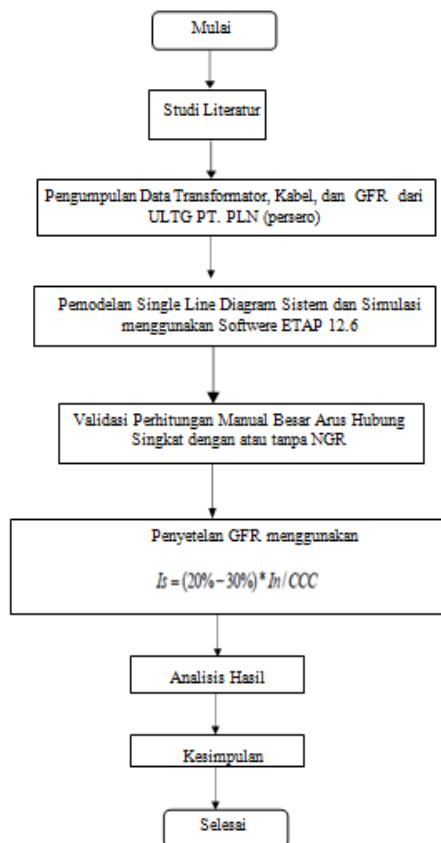 Mulai
Studi Literatur
Pengumpulan Data Transformator, Kabel, dan GFR dari
ULTG PT. PLN (persero)
Pemodelan Single Line Diagram Sistem dan Simulasi
menggunakan Softwere ETAP 12.6
Validasi Perhitungan Manual Besar Arus Hubung
Singkat dengan atau tanpa NGR
Penyetelan GFR menggunakan
Is = (20% − 30%) * In / CCC
Analisis Hasil
Kesimpulan
Selesai